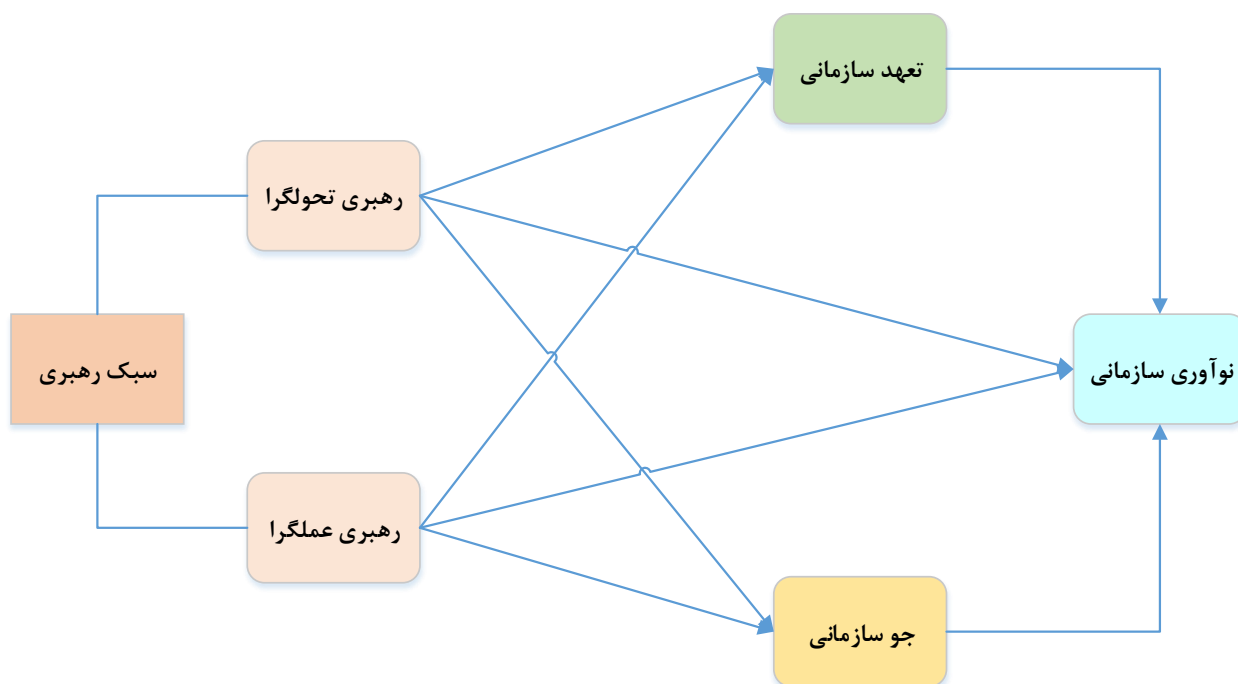 تعهد سازمانی
رهبری تحولگرا
سبک رهبری
نوآوری سازمانی
رهبری عملگرا
جو سازمانی